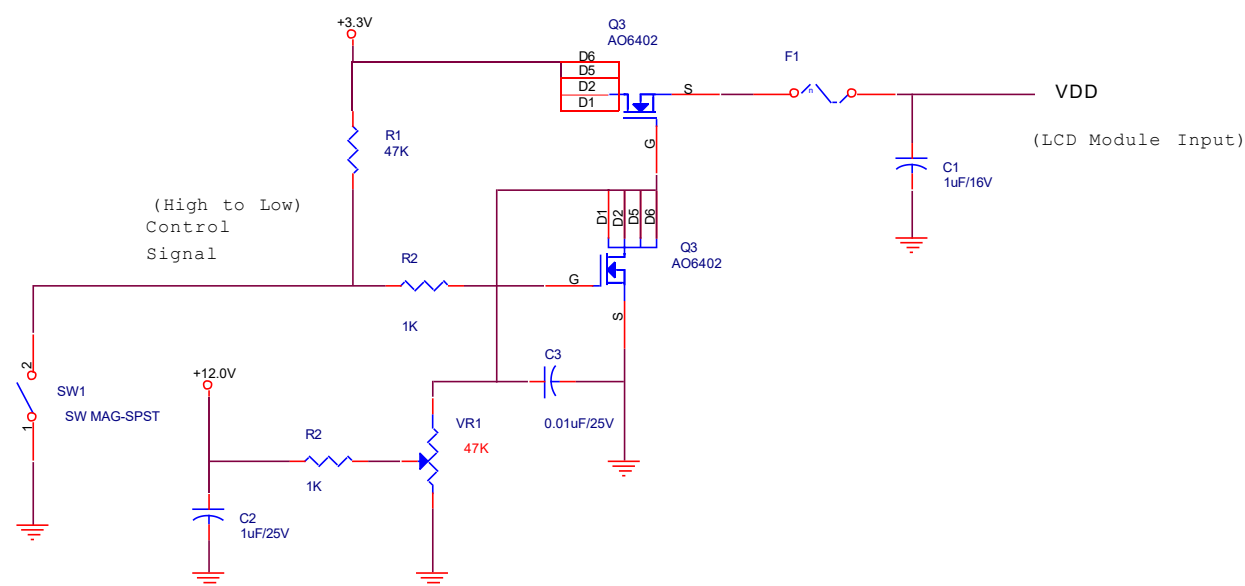 +3.3V
Q3
AO6402
D6
D5
D2
D1
S
G
F1
VDD
(LCD Module Input)
R1
47K
C1
1uF/16V
(High to Low)
Control
Signal
D1
D2
D5
D6
Q3
AO6402
R2
1K
G
S
2
1
SW1
SW MAG-SPST
+12.0V
C3
0.01uF/25V
VR1
47K
R2
1K
C2
1uF/25V